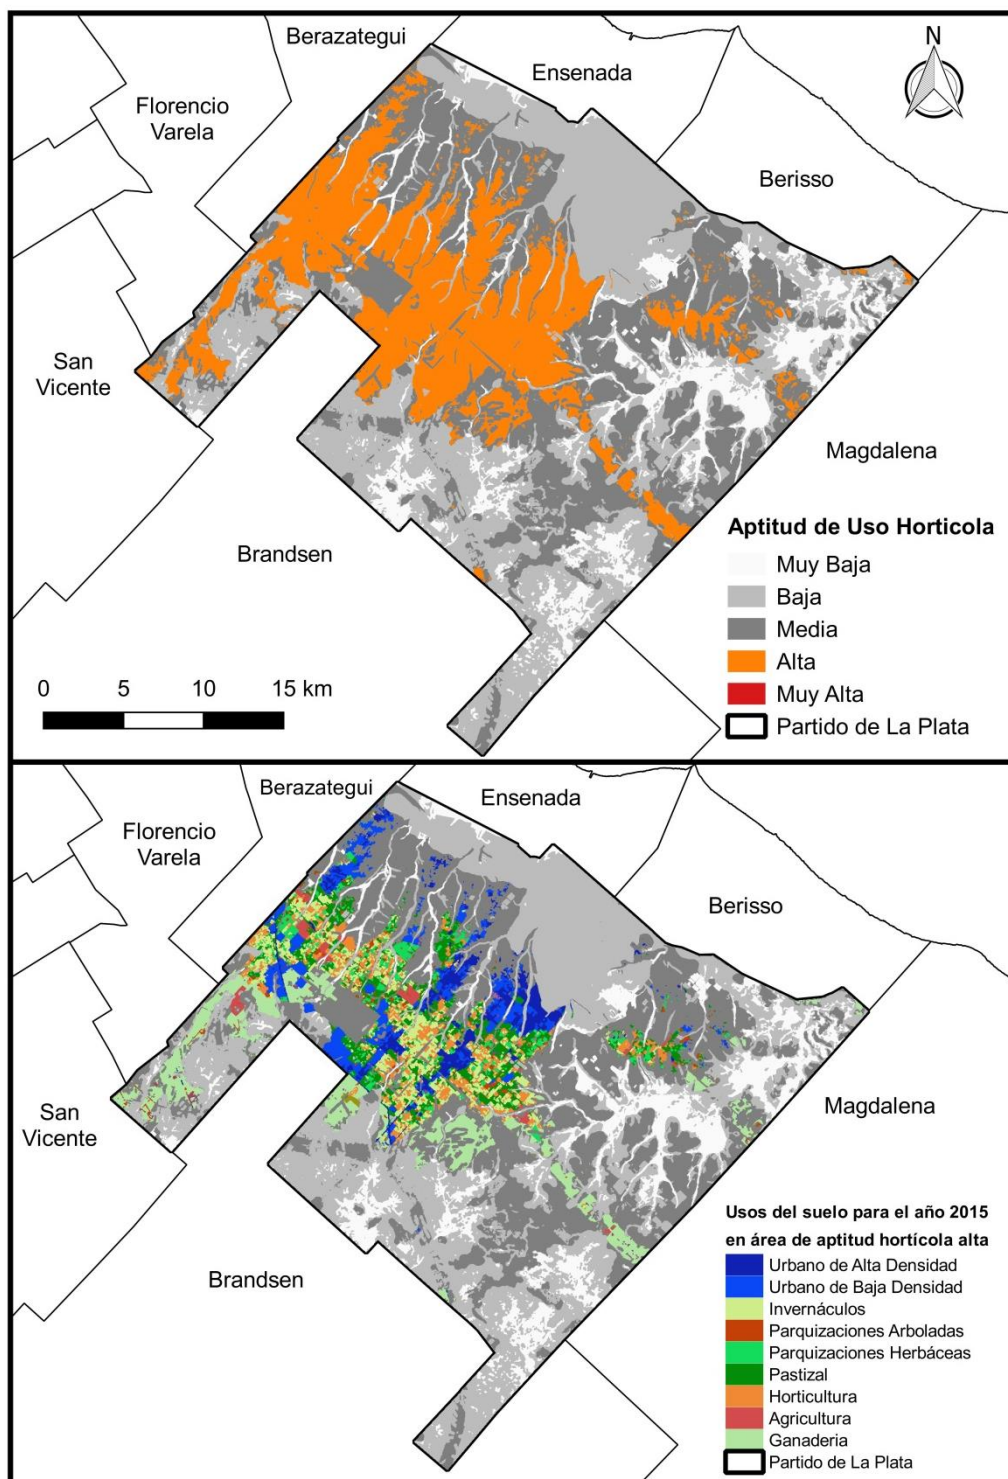 Berazategui
Ensenada
N
Florencio
Varela
Berisso
San
Vicente
Magdalena
Brandsen
Aptitud de Uso Horticola
Muy Baja
Baja
Media
Alta
Muy Alta
Partido de La Plata
0 5 10 15 km
Berazategui
Ensenada
Florencio
Varela
Berisso
San
Vicente
Magdalena
Brandsen
Usos del suelo para el año 2015
en área de aptitud hortícola alta
Urbano de Alta Densidad
Urbano de Baja Densidad
Invernáculos
Parquizaciones Arboladas
Parquizaciones Herbáceas
Pastizal
Horticultura
Agricultura
Ganaderia
Partido de La Plata